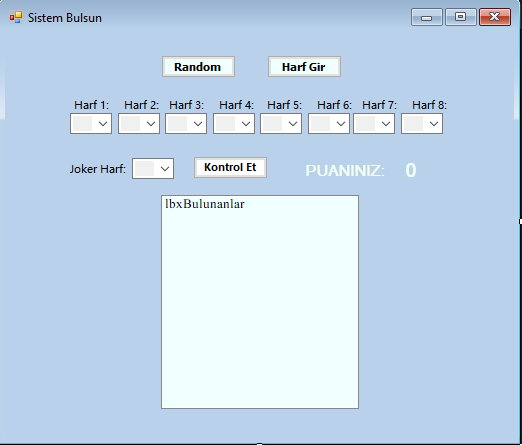 Sistem Bulsun
Random Harf Gir
Harf 1: Harf 2: Harf 3: Harf 4: Harf 5: Harf 6: Harf 7: Harf 8:
Joker Harf: Kontrol Et PUANINIZ: 0
lbxBulunanlar